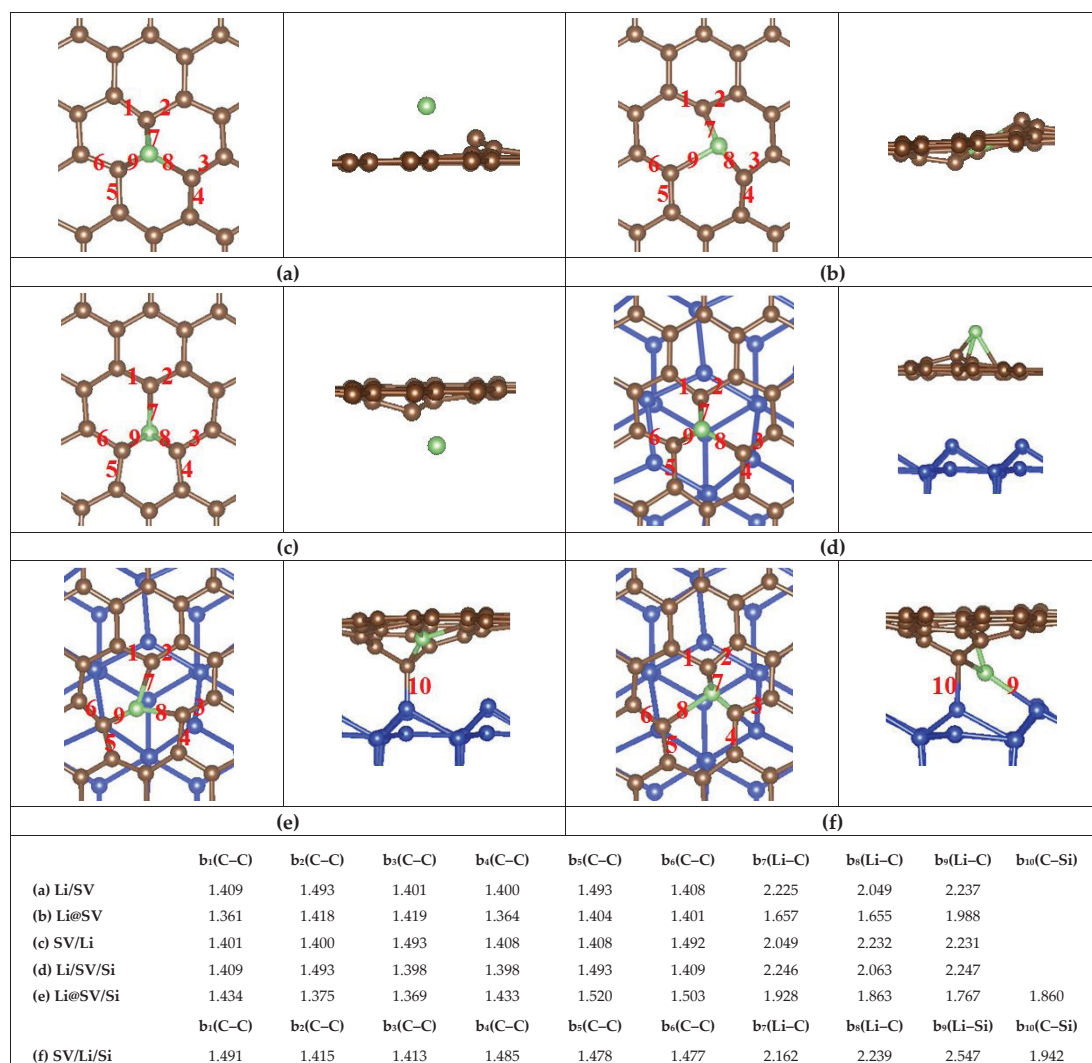 1 2
7
6 9 8 3
5 4
1 2
7
6 9 8 3
5 4
(a) (b)
1 2
7
6 9 8 3
5 4
1 2
7
6 9 8 3
5 4
(c) (d)
1 2
7
6 9 8 3
5 4
10
1 2
7
6 8 3
5 4
10 9
(e) (f)
b₁(C–C) b₂(C–C) b₃(C–C) b₄(C–C) b₅(C–C) b₆(C–C) b₇(Li–C) b₈(Li–C) b₉(Li–C) b₁₀(C–Si)
(a) Li/SV 1.409 1.493 1.401 1.400 1.493 1.408 2.225 2.049 2.237
(b) Li@SV 1.361 1.418 1.419 1.364 1.404 1.401 1.657 1.655 1.988
(c) SV/Li 1.401 1.400 1.493 1.408 1.408 1.492 2.049 2.232 2.231
(d) Li/SV/Si 1.409 1.493 1.398 1.398 1.493 1.409 2.246 2.063 2.247
(e) Li@SV/Si 1.434 1.375 1.369 1.433 1.520 1.503 1.928 1.863 1.767 1.860
b₁(C–C) b₂(C–C) b₃(C–C) b₄(C–C) b₅(C–C) b₆(C–C) b₇(Li–C) b₈(Li–C) b₉(Li–Si) b₁₀(C–Si)
(f) SV/Li/Si 1.491 1.415 1.413 1.485 1.478 1.477 2.162 2.239 2.547 1.942